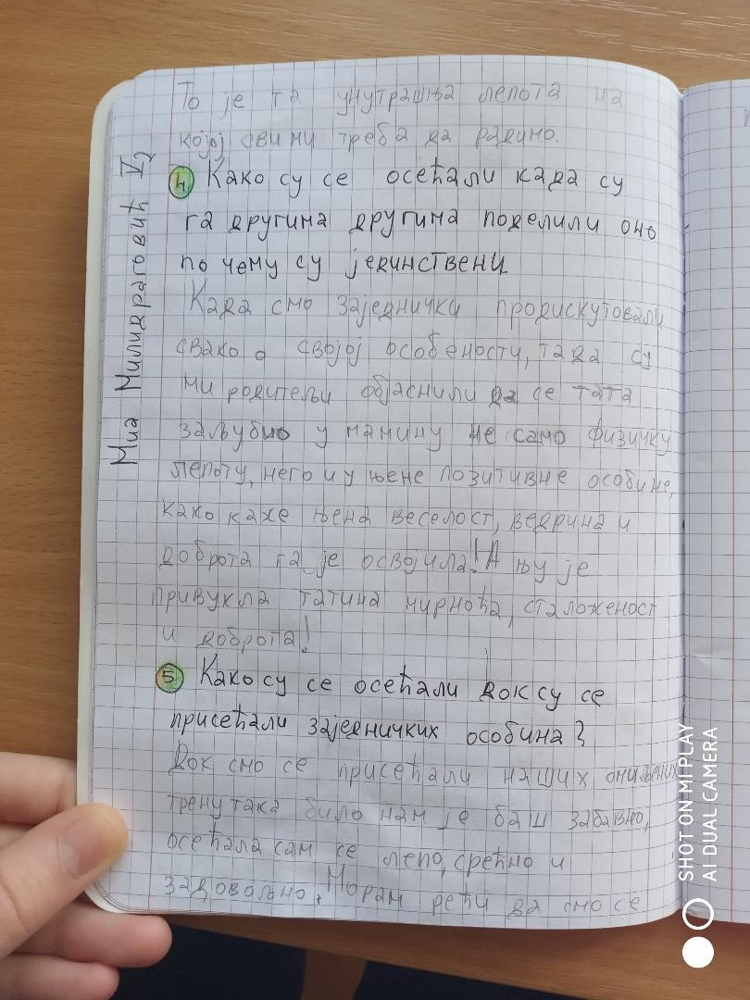 То је та унутрашња лепота на
којој сви ми треба да радимо.
4 Како су се осећали када су
га другима другима поделили оно
по чему су јединствени
Када смо заједнички продискутовали
свако о својој особености, тада су
ми родитељи објаснили да се тата
заљубио у мамину не само физичку
лепоту, него и у њене позитивне особине,
како каже њена веселост, ведрина и
доброта га је освојила! А њу је
привукла татина мирноћа, сталоженост
и доброта!
5 Како су се осећали док су се
присећали заједничких особина?
Док смо се присећали наших омиљених
тренутака било нам је баш забавно,
осећала сам се лепо, срећно и
задовољно. Морам рећи да смо се
Миа Милидраговић V2
SHOT ON MI PLAY
AI DUAL CAMERA